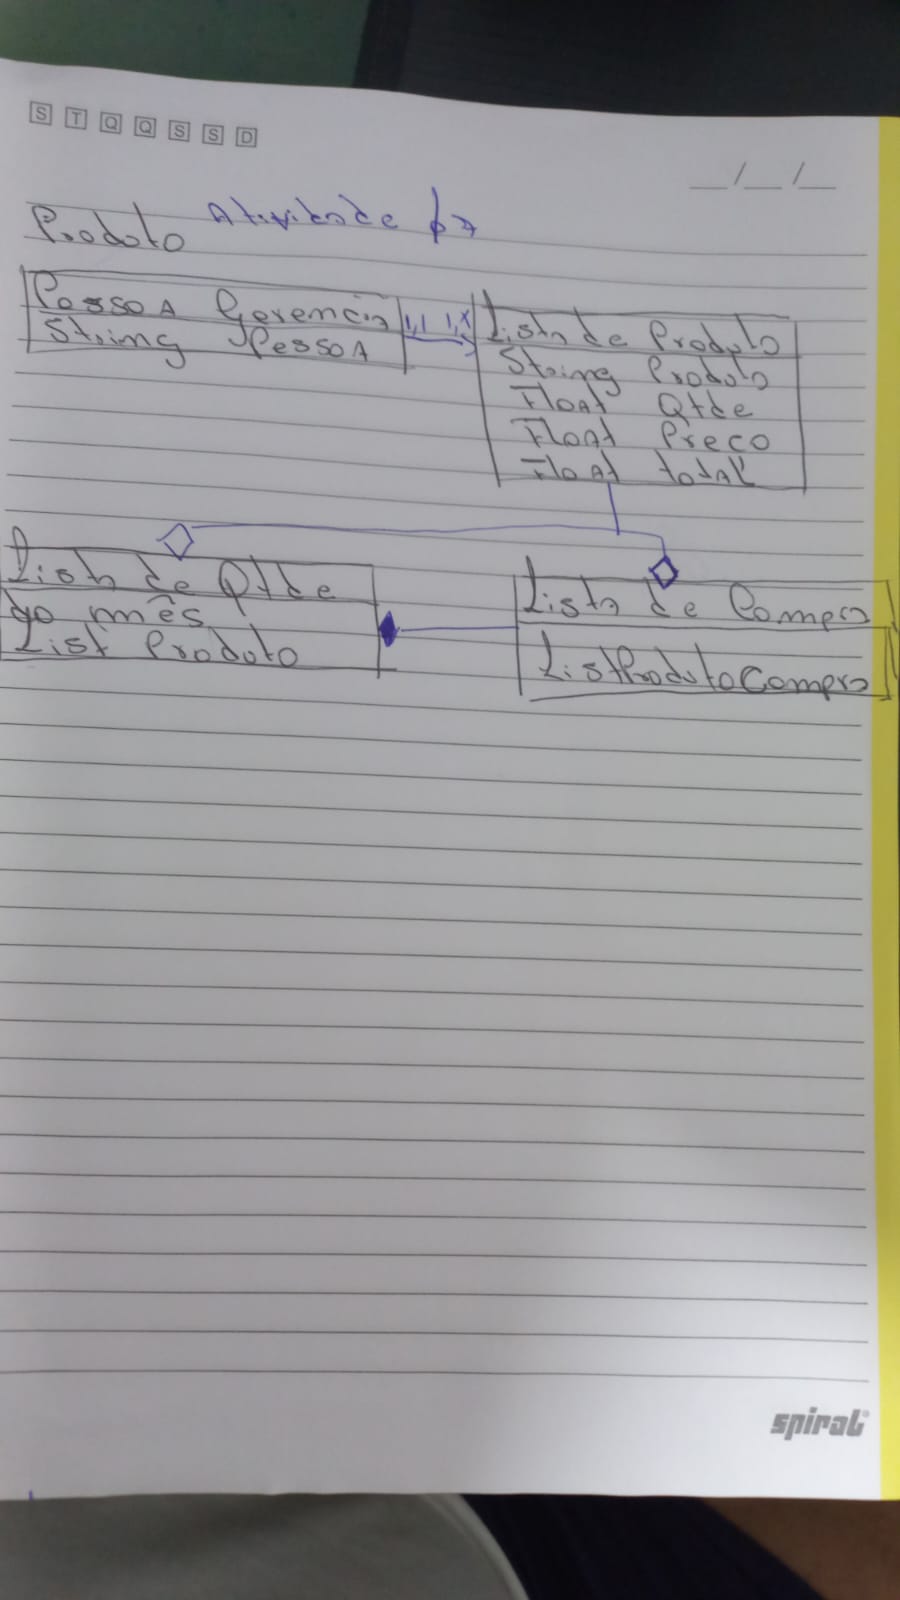 S T Q Q S S D
__/__/__
Produto Atividade 07
Pessoa Gerencia
String Pessoa
1,1 1,x
Lista de Produto
String Produto
Float Qtde
Float Preco
Float total
Lista de Qtde
do mês
List Produto
Lista de Compra
ListProdutoCompra
spiral